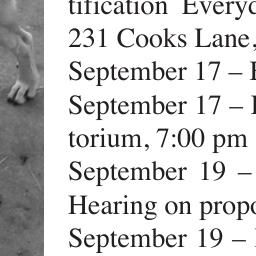 tification Everyd
231 Cooks Lane,
September 17 –
September 17 –
torium, 7:00 pm
September 19 –
Hearing on propo
September 19 –